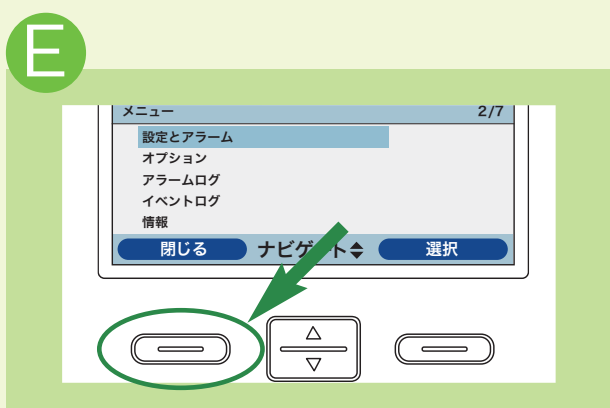 E
メニュー 2/7
設定とアラーム
オプション
アラームログ
イベントログ
情報
閉じる ナビゲート 選択